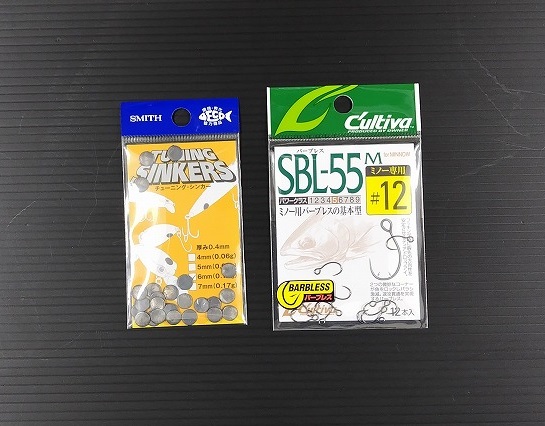 SMITH
ECO
TUNING
SINKERS
チューニング・シンカー
厚み0.4mm
4mm(0.06g)
5mm
6mm
7mm(0.17g)
Cultiva
PRODUCED BY OWNER
バーブレス
SBL-55 M
for MINNOW
ミノー専用
パワークラス 1 2 3 4 5 6 7 8 9
#12
ミノー用バーブレスの基本型
BARBLESS
バーブレス
Cultiva
12本入